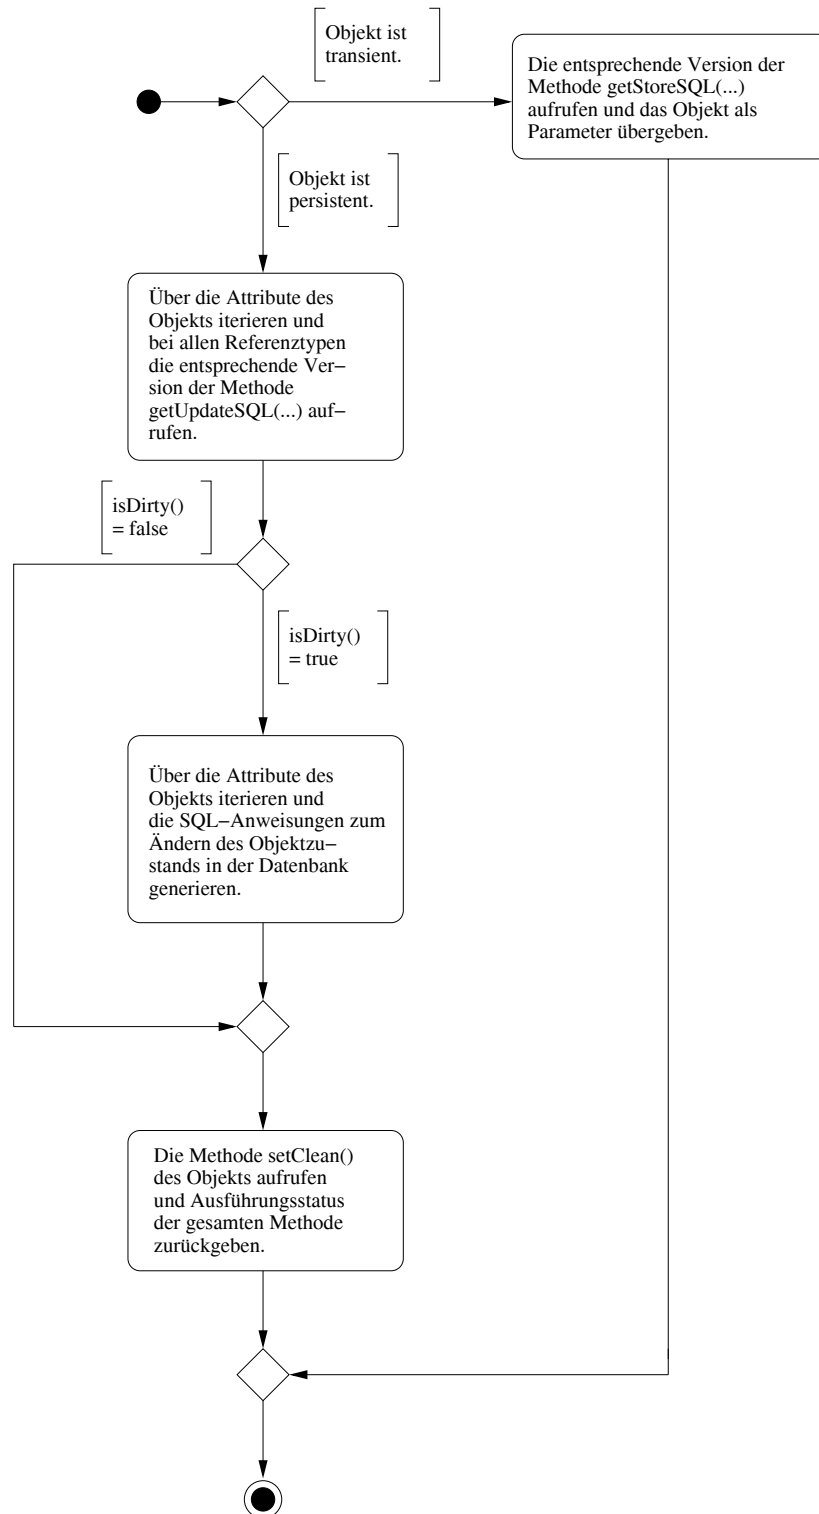 Objekt ist
transient.
Die entsprechende Version der
Methode getStoreSQL(...)
aufrufen und das Objekt als
Parameter übergeben.
Objekt ist
persistent.
Über die Attribute des
Objekts iterieren und
bei allen Referenztypen
die entsprechende Ver−
sion der Methode
getUpdateSQL(...) auf−
rufen.
isDirty()
= false
isDirty()
= true
Über die Attribute des
Objekts iterieren und
die SQL−Anweisungen zum
Ändern des Objektzu−
stands in der Datenbank
generieren.
Die Methode setClean()
des Objekts aufrufen
und Ausführungsstatus
der gesamten Methode
zurückgeben.